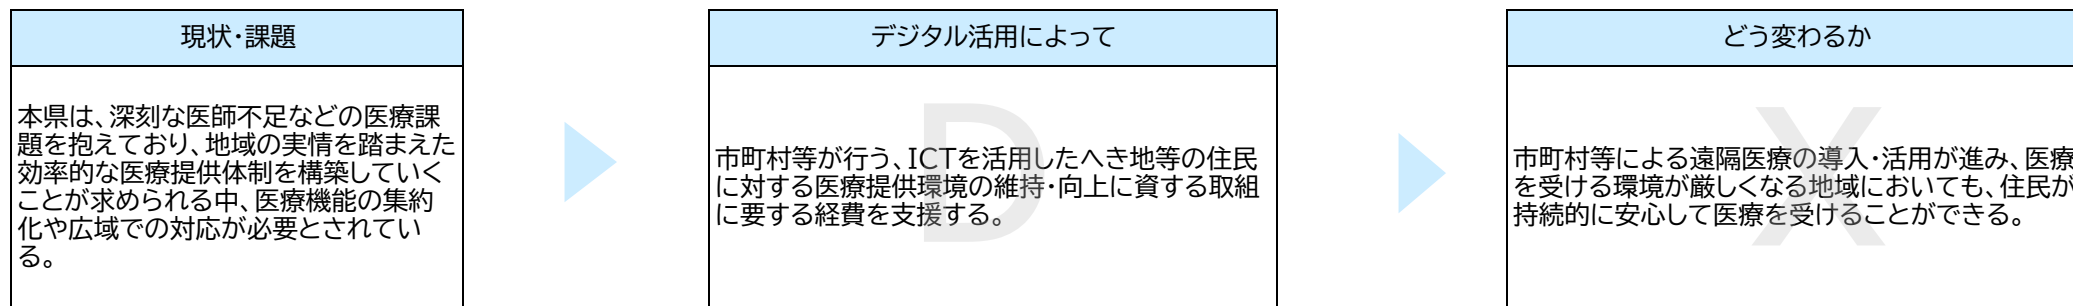 現状・課題
本県は、深刻な医師不足などの医療課
題を抱えており、地域の実情を踏まえた
効率的な医療提供体制を構築していく
ことが求められる中、医療機能の集約
化や広域での対応が必要とされてい
る。
デジタル活用によって
D
市町村等が行う、ICTを活用したへき地等の住民
に対する医療提供環境の維持・向上に資する取組
に要する経費を支援する。
どう変わるか
X
市町村等による遠隔医療の導入・活用が進み、医療
を受ける環境が厳しくなる地域においても、住民が
持続的に安心して医療を受けることができる。